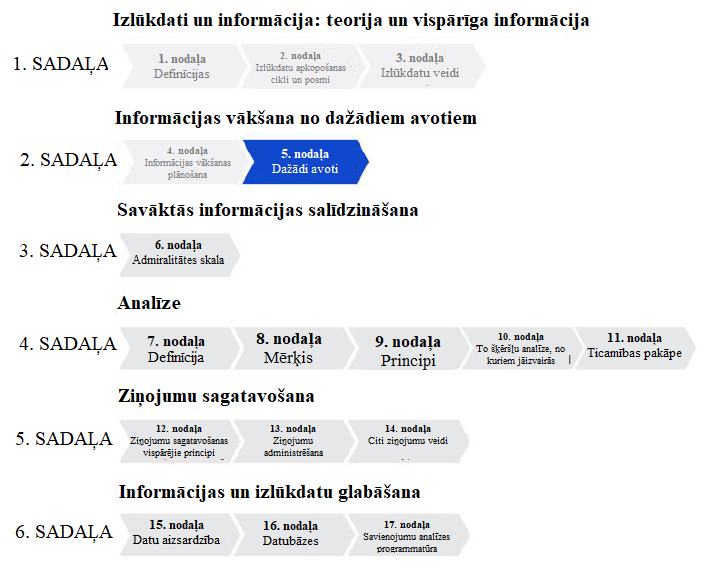 Izlūkdati un informācija: teorija un vispārīga informācija
1. SADAĻA
1. nodaļa
Definīcijas
2. nodaļa
Izlūkdatu apkopošanas
cikli un posmi
3. nodaļa
Izlūkdatu veidi
Informācijas vākšana no dažādiem avotiem
2. SADAĻA
4. nodaļa
Informācijas vākšanas
plānošana
5. nodaļa
Dažādi avoti
Savāktās informācijas salīdzināšana
3. SADAĻA
6. nodaļa
Admiralitātes skala
Analīze
4. SADAĻA
7. nodaļa
Definīcija
8. nodaļa
Mērķis
9. nodaļa
Principi
10. nodaļa
To šķēršļu analīze, no
kuriem jāizvairās
11. nodaļa
Ticamības pakāpe
Ziņojumu sagatavošana
5. SADAĻA
12. nodaļa
Ziņojumu sagatavošanas
vispārējie principi
13. nodaļa
Ziņojumu
administrēšana
14. nodaļa
Citi ziņojumu veidi
Informācijas un izlūkdatu glabāšana
6. SADAĻA
15. nodaļa
Datu aizsardzība
16. nodaļa
Datubāzes
17. nodaļa
Savienojumu analīzes
programmatūra